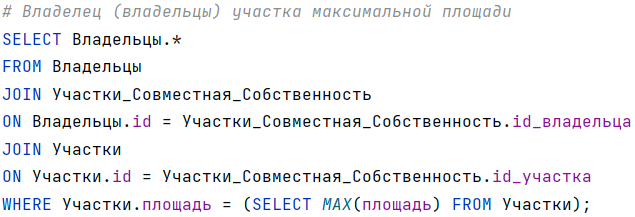 # Владелец (владельцы) участка максимальной площади
SELECT Владельцы.*
FROM Владельцы
JOIN Участки_Совместная_Собственность
ON Владельцы.id = Участки_Совместная_Собственность.id_владельца
JOIN Участки
ON Участки.id = Участки_Совместная_Собственность.id_участка
WHERE Участки.площадь = (SELECT MAX(площадь) FROM Участки);